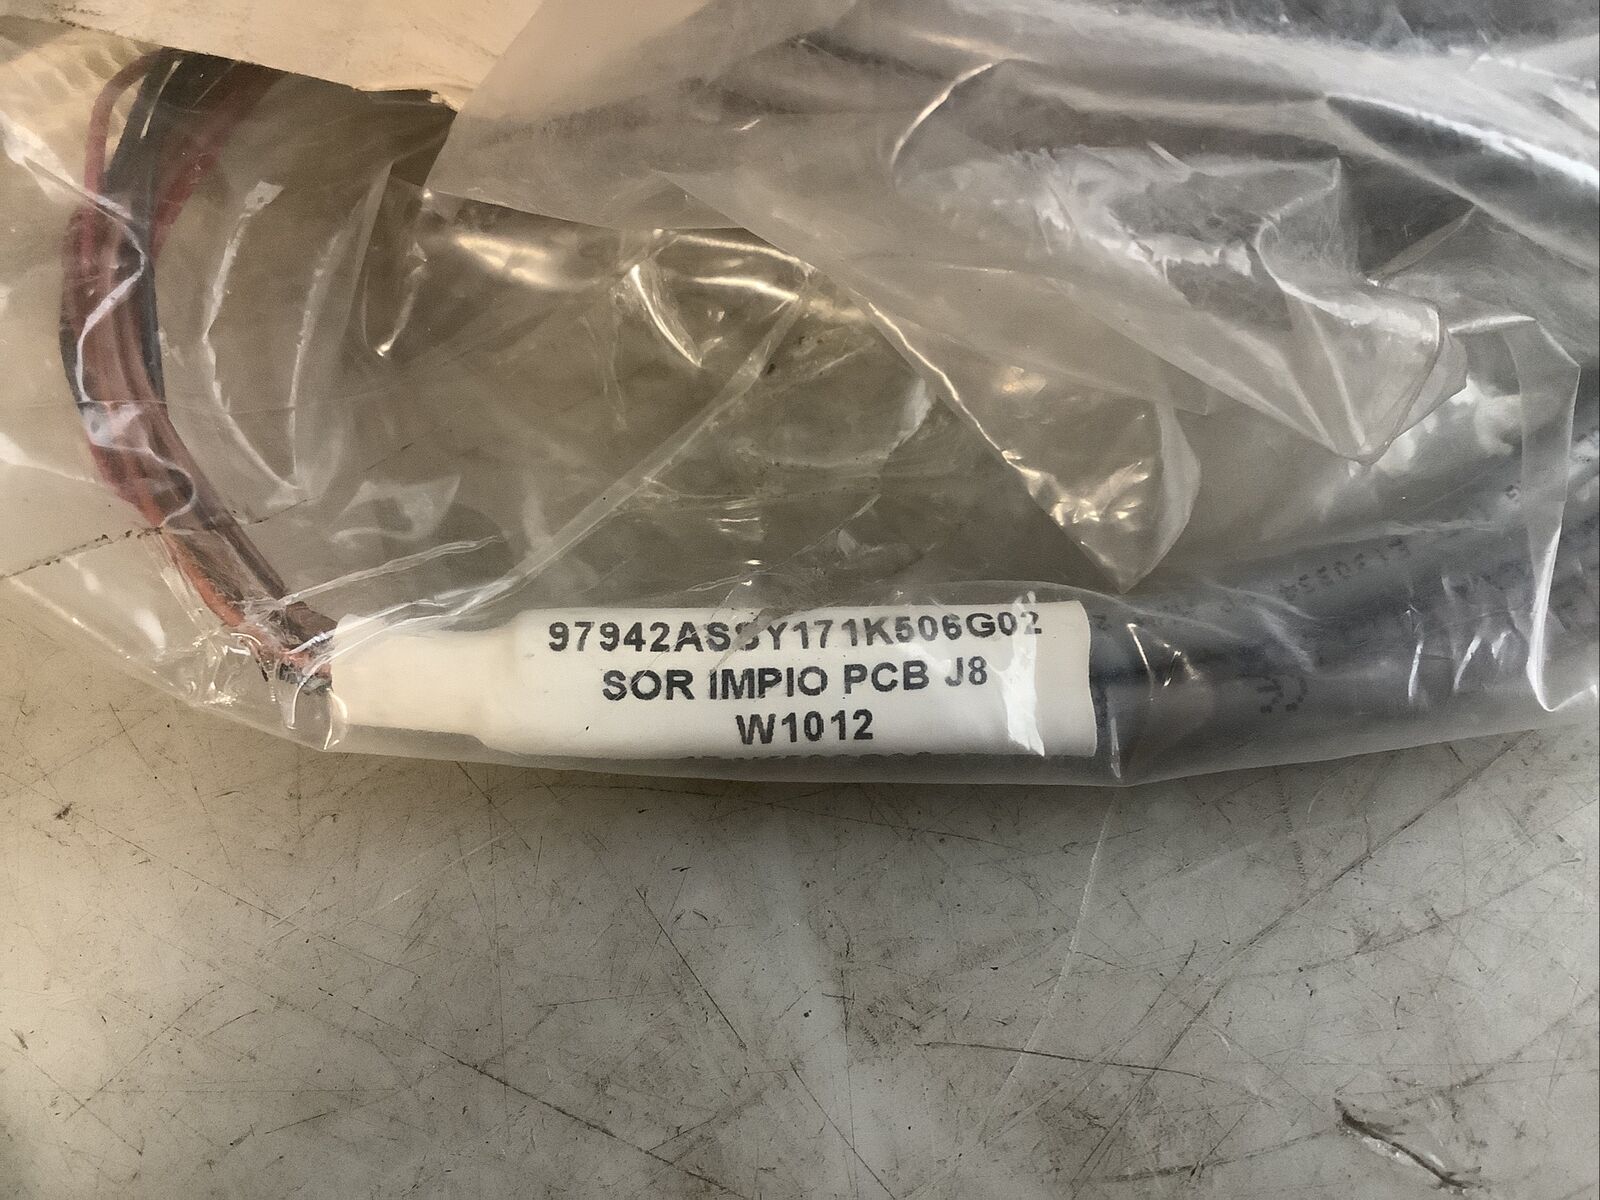 97942ASSY171K506G02
SOR IMPIO PCB J8
W1012